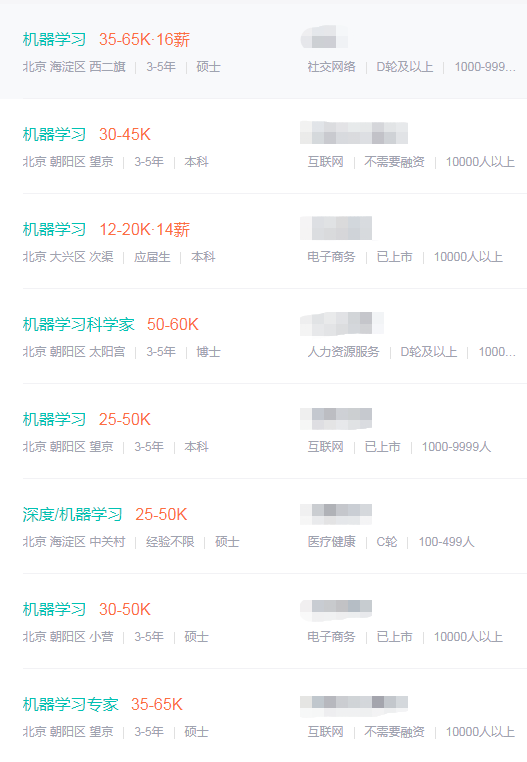 机器学习 35-65K·16薪
北京 海淀区 西二旗 | 3-5年 | 硕士 社交网络 | D轮及以上 | 1000-999...
机器学习 30-45K
北京 朝阳区 望京 | 3-5年 | 本科 互联网 | 不需要融资 | 10000人以上
机器学习 12-20K·14薪
北京 大兴区 次渠 | 应届生 | 本科 电子商务 | 已上市 | 10000人以上
机器学习科学家 50-60K
北京 朝阳区 太阳宫 | 3-5年 | 博士 人力资源服务 | D轮及以上 | 1000...
机器学习 25-50K
北京 朝阳区 望京 | 3-5年 | 本科 互联网 | 已上市 | 1000-9999人
深度/机器学习 25-50K
北京 海淀区 中关村 | 经验不限 | 硕士 医疗健康 | C轮 | 100-499人
机器学习 30-50K
北京 朝阳区 小营 | 3-5年 | 硕士 电子商务 | 已上市 | 10000人以上
机器学习专家 35-65K
北京 朝阳区 望京 | 3-5年 | 硕士 互联网 | 不需要融资 | 10000人以上